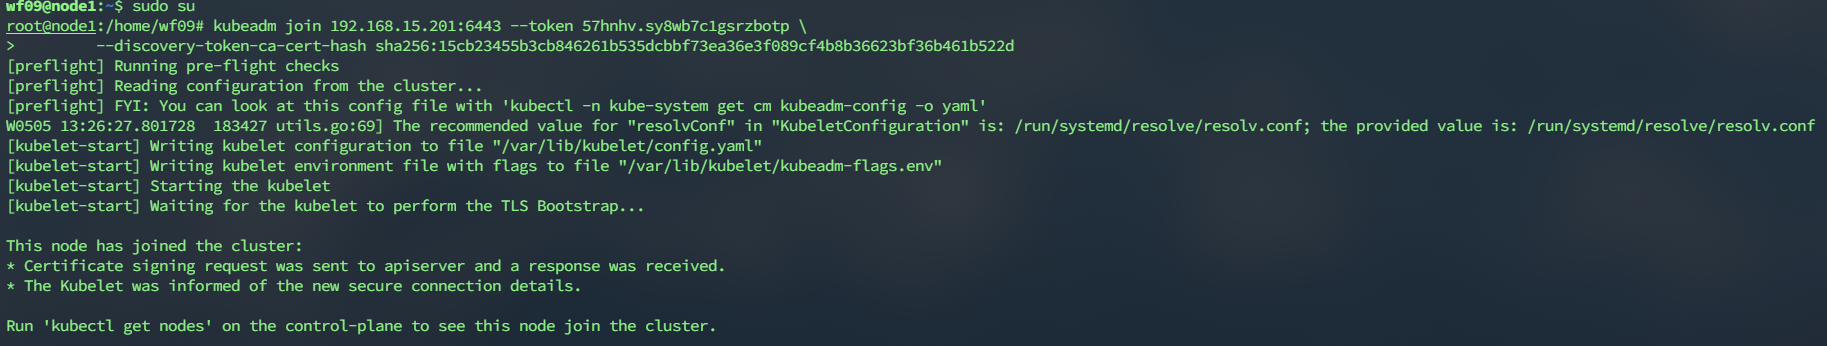 wf09@node1:~$ sudo su
root@node1:/home/wf09# kubeadm join 192.168.15.201:6443 --token 57hnhv.sy8wb7c1gsrzbotp \
>         --discovery-token-ca-cert-hash sha256:15cb23455b3cb846261b535dcbbf73ea36e3f089cf4b8b36623bf36b461b522d
[preflight] Running pre-flight checks
[preflight] Reading configuration from the cluster...
[preflight] FYI: You can look at this config file with 'kubectl -n kube-system get cm kubeadm-config -o yaml'
W0505 13:26:27.801728  183427 utils.go:69] The recommended value for "resolvConf" in "KubeletConfiguration" is: /run/systemd/resolve/resolv.conf; the provided value is: /run/systemd/resolve/resolv.conf
[kubelet-start] Writing kubelet configuration to file "/var/lib/kubelet/config.yaml"
[kubelet-start] Writing kubelet environment file with flags to file "/var/lib/kubelet/kubeadm-flags.env"
[kubelet-start] Starting the kubelet
[kubelet-start] Waiting for the kubelet to perform the TLS Bootstrap...
This node has joined the cluster:
* Certificate signing request was sent to apiserver and a response was received.
* The Kubelet was informed of the new secure connection details.
Run 'kubectl get nodes' on the control-plane to see this node join the cluster.